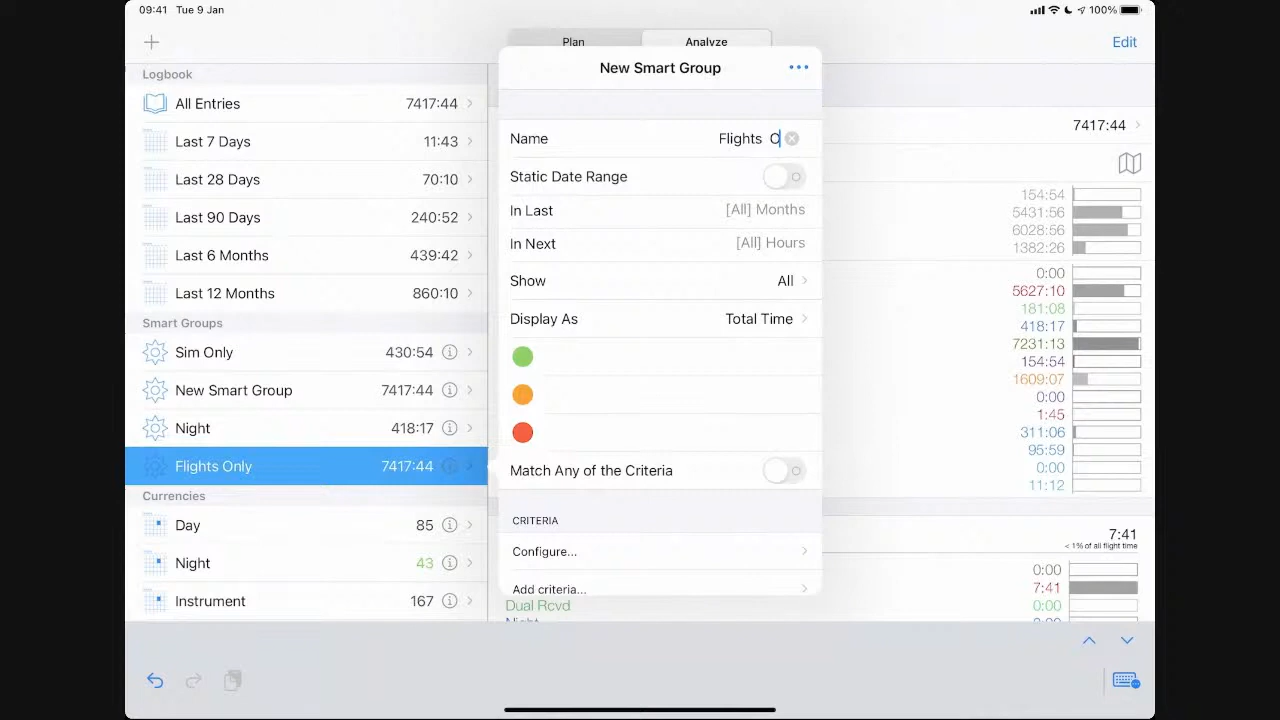 09:41 Tue 9 Jan
100%
Plan
Analyze
Edit
Logbook
All Entries 7417:44
Last 7 Days 11:43
Last 28 Days 70:10
Last 90 Days 240:52
Last 6 Months 439:42
Last 12 Months 860:10
Smart Groups
Sim Only 430:54
New Smart Group 7417:44
Night 418:17
Flights Only 7417:44
Currencies
Day 85
Night 43
Instrument 167
New Smart Group
Name Flights O
Static Date Range
In Last [All] Months
In Next [All] Hours
Show All
Display As Total Time
Match Any of the Criteria
CRITERIA
Configure...
Add criteria...
7417:44
154:54
5431:56
6028:56
1382:26
0:00
5627:10
181:08
418:17
7231:13
154:54
1609:07
0:00
1:45
311:06
95:59
0:00
11:12
7:41
< 1% of all flight time
0:00
7:41
Dual Rcvd 0:00
Night